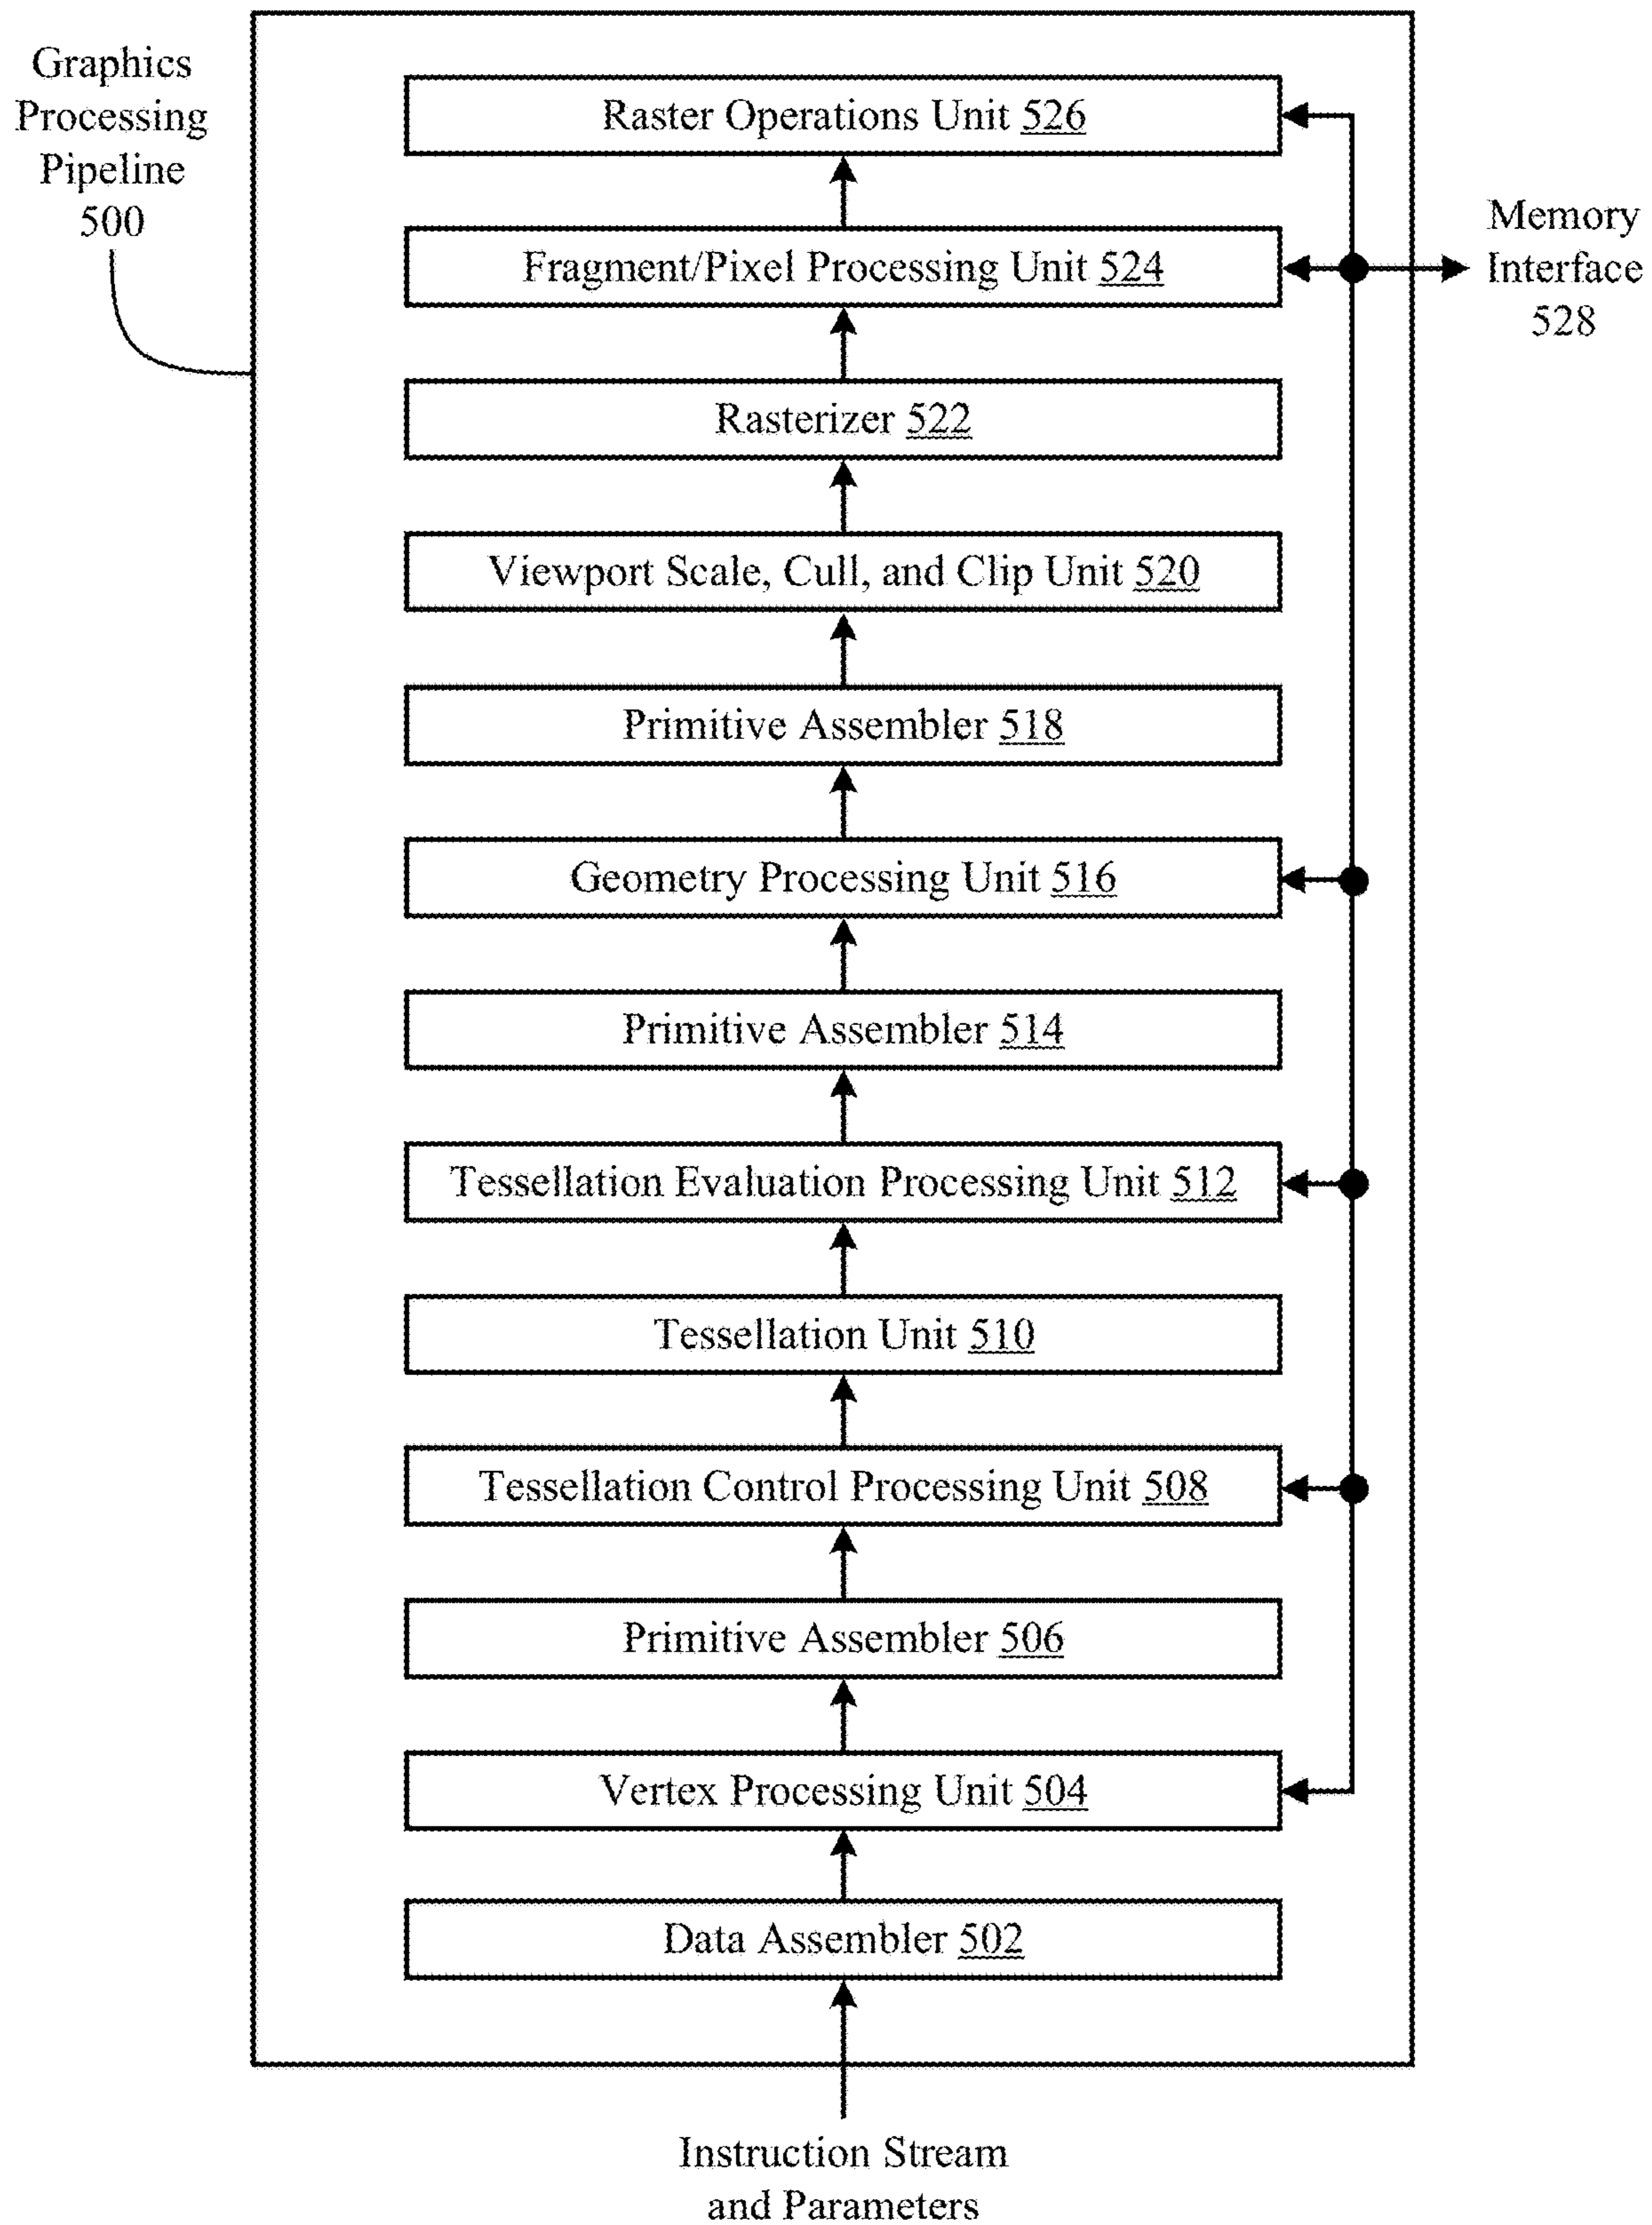 Graphics
Processing
Pipeline
500
Raster Operations Unit 526
Fragment/Pixel Processing Unit 524
Memory
Interface
528
Rasterizer 522
Viewport Scale, Cull, and Clip Unit 520
Primitive Assembler 518
Geometry Processing Unit 516
Primitive Assembler 514
Tessellation Evaluation Processing Unit 512
Tessellation Unit 510
Tessellation Control Processing Unit 508
Primitive Assembler 506
Vertex Processing Unit 504
Data Assembler 502
Instruction Stream
and Parameters